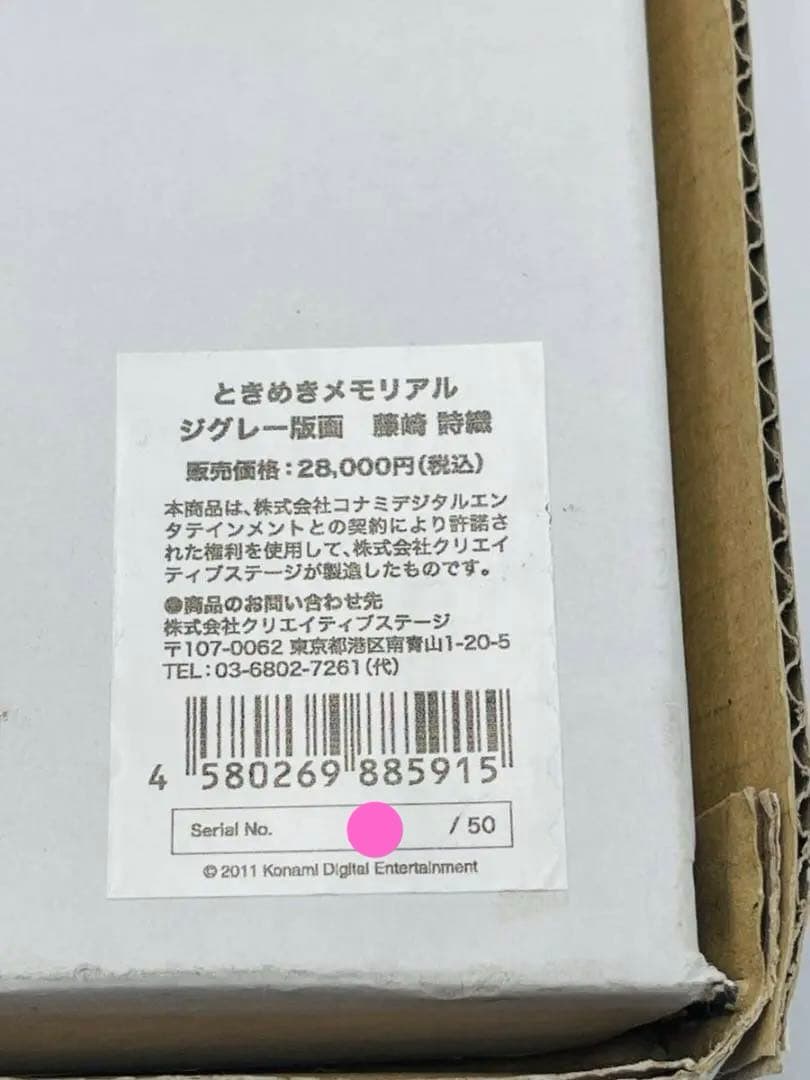 ときめきメモリアル
ジグレー版画　藤崎 詩織
販売価格：28,000円（税込）
本商品は、株式会社コナミデジタルエン
タテインメントとの契約により許諾さ
れた権利を使用して、株式会社クリエイ
ティブステージが製造したものです。
●商品のお問い合わせ先
株式会社クリエイティブステージ
〒107-0062 東京都港区南青山1-20-5
TEL：03-6802-7261（代）
4 580269 885915
Serial No. / 50
© 2011 Konami Digital Entertainment